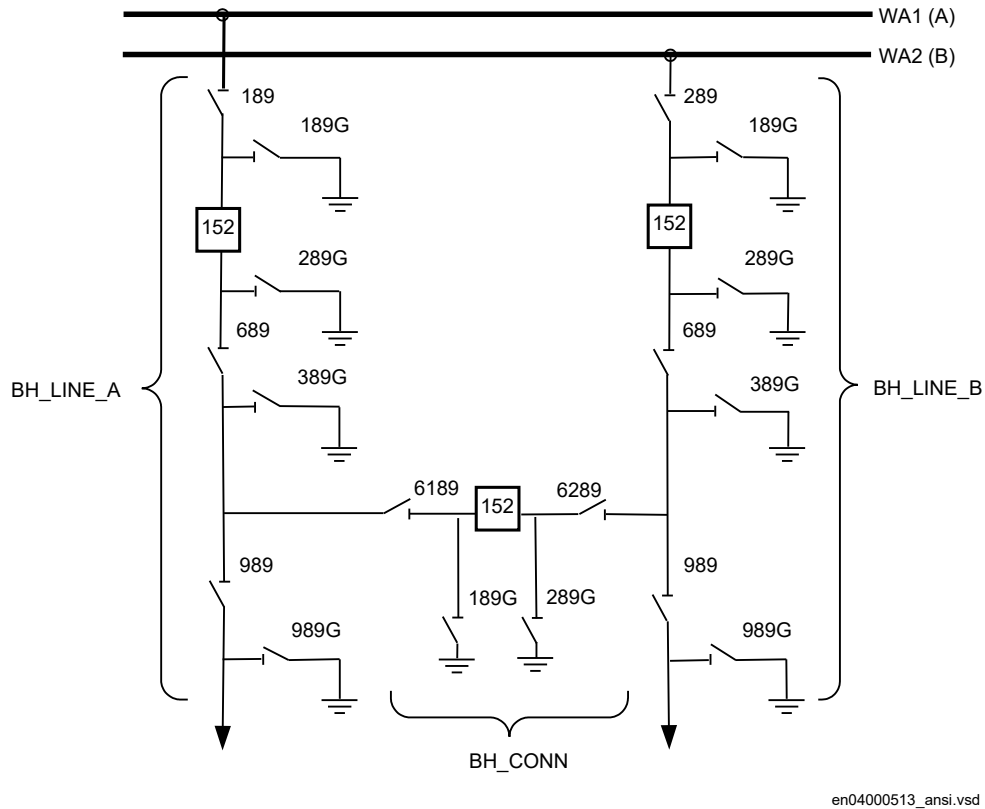 WA1 (A)
WA2 (B)
189
289
189G
189G
152
152
289G
289G
689
689
389G
389G
BH_LINE_A
BH_LINE_B
6189
152
6289
989
989
189G
289G
989G
989G
BH_CONN
en04000513_ansi.vsd